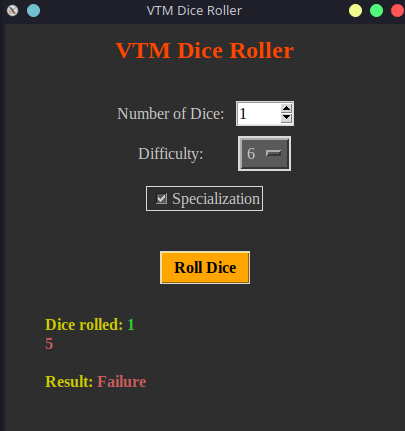 VTM Dice Roller
VTM Dice Roller
Number of Dice: 1
Difficulty: 6
Specialization
Roll Dice
Dice rolled: 1
5
Result: Failure